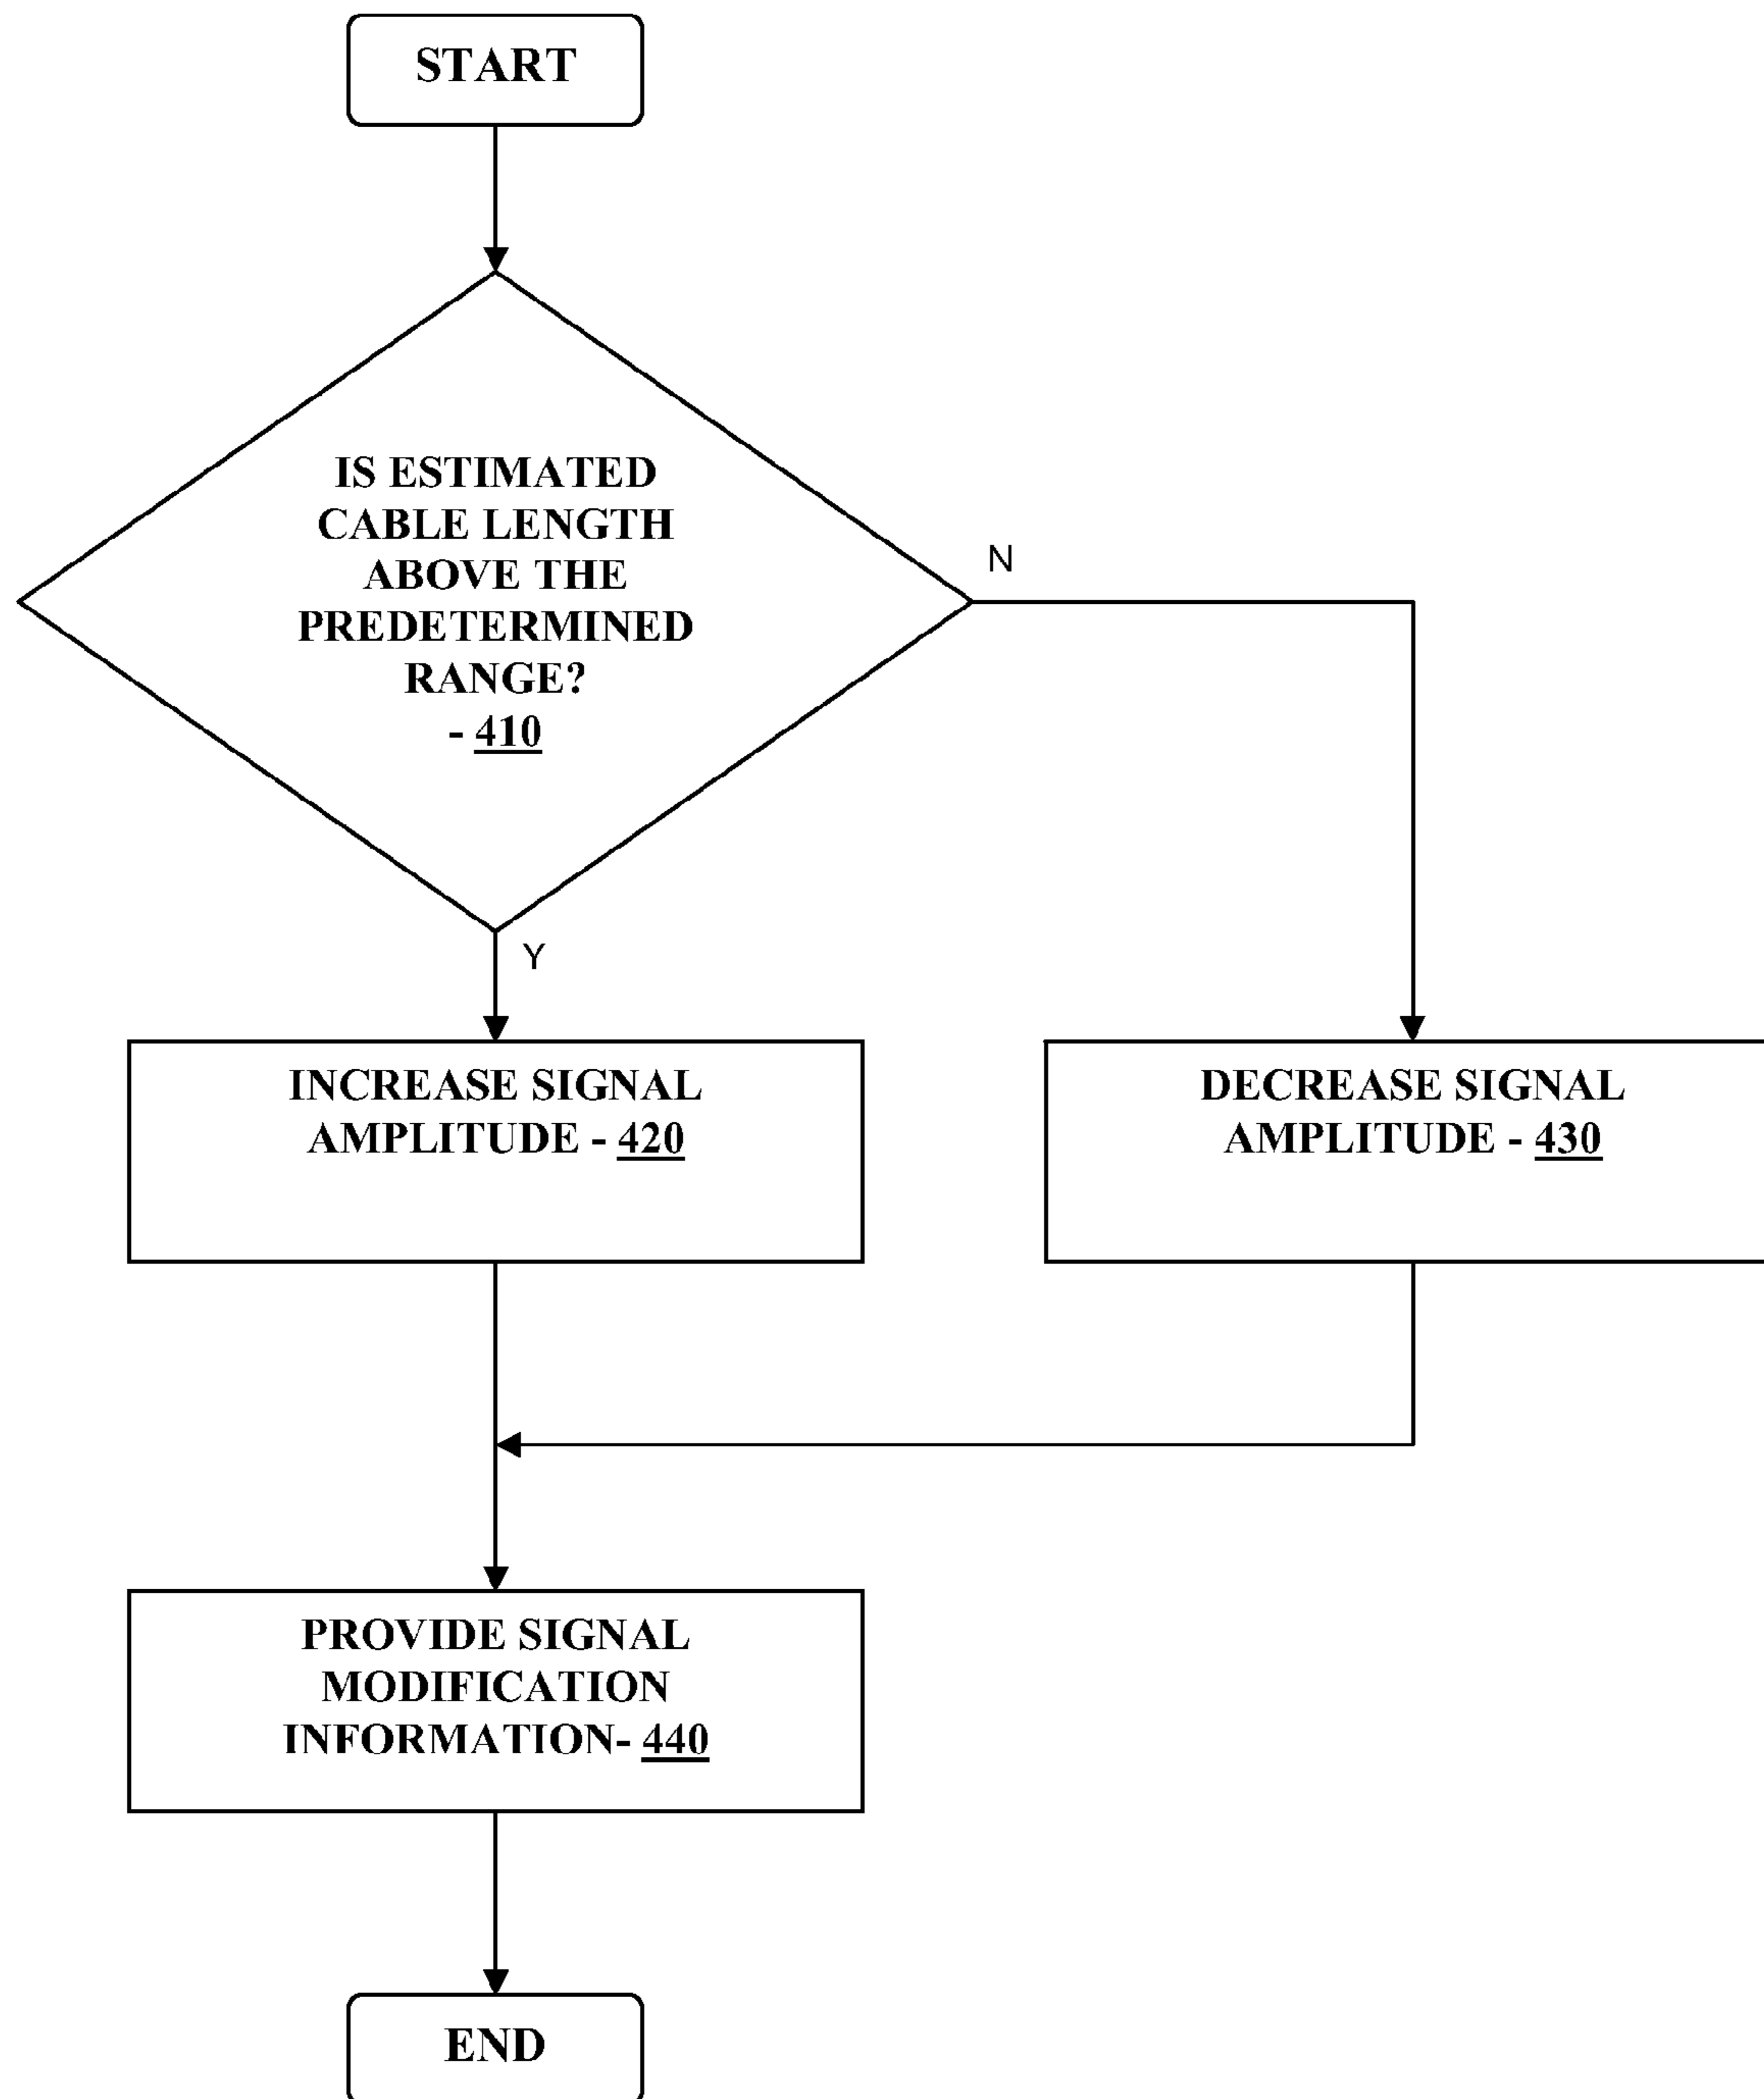 START
IS ESTIMATED
CABLE LENGTH
ABOVE THE
PREDETERMINED
RANGE?
- 410
N
Y
INCREASE SIGNAL
AMPLITUDE - 420
DECREASE SIGNAL
AMPLITUDE - 430
PROVIDE SIGNAL
MODIFICATION
INFORMATION- 440
END